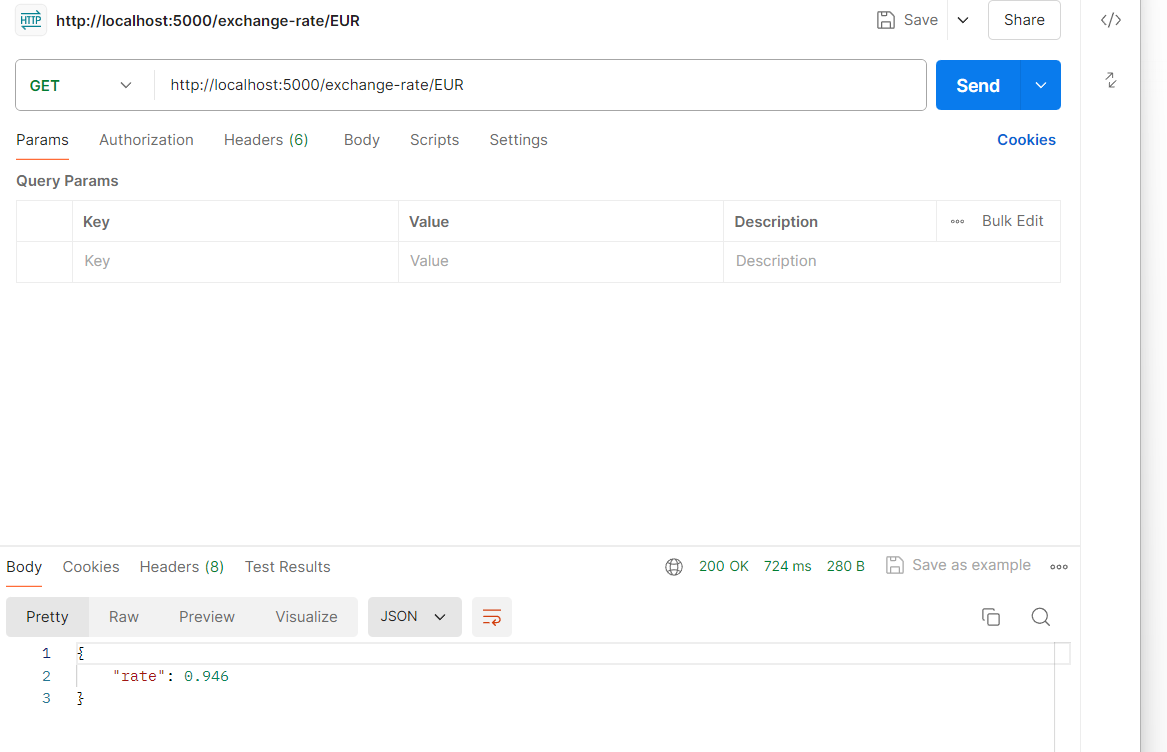 HTTP http://localhost:5000/exchange-rate/EUR Save Share </>
GET http://localhost:5000/exchange-rate/EUR Send
Params Authorization Headers (6) Body Scripts Settings Cookies
Query Params
Key Value Description Bulk Edit
Key Value Description
Body Cookies Headers (8) Test Results 200 OK 724 ms 280 B Save as example
Pretty Raw Preview Visualize JSON
1 {
2 "rate": 0.946
3 }